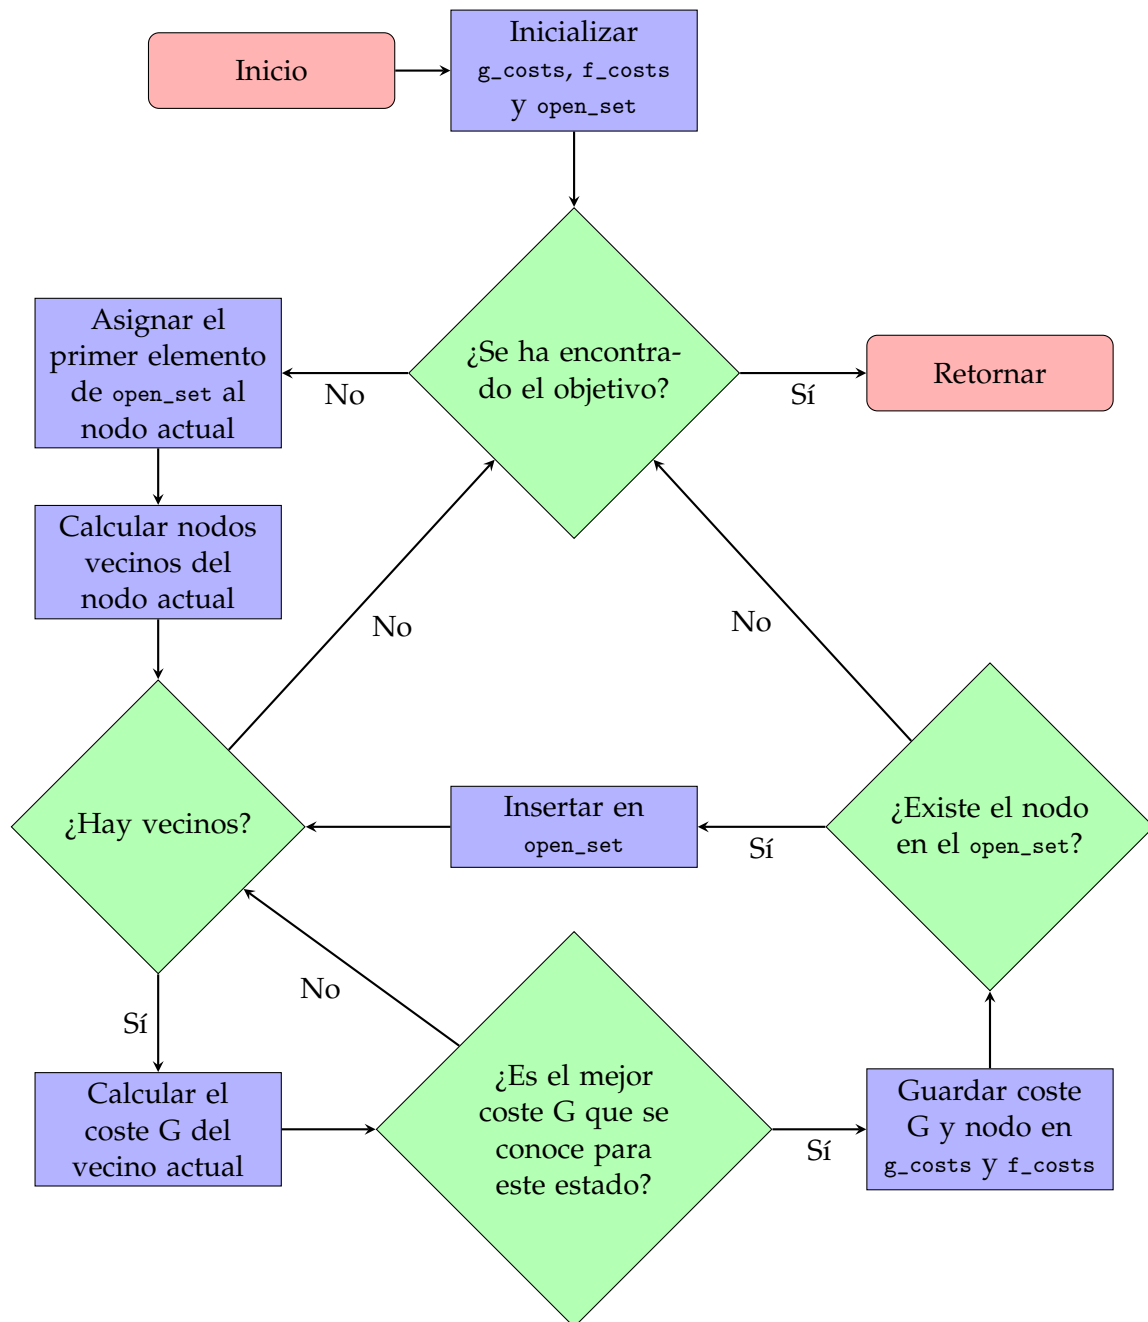 Inicio
Inicializar
g_costs, f_costs
y open_set
¿Se ha encontra-
do el objetivo?
Sí
Retornar
No
Asignar el
primer elemento
de open_set al
nodo actual
Calcular nodos
vecinos del
nodo actual
No
No
¿Hay vecinos?
Insertar en
open_set
Sí
¿Existe el nodo
en el open_set?
No
Sí
Calcular el
coste G del
vecino actual
¿Es el mejor
coste G que se
conoce para
este estado?
Sí
Guardar coste
G y nodo en
g_costs y f_costs